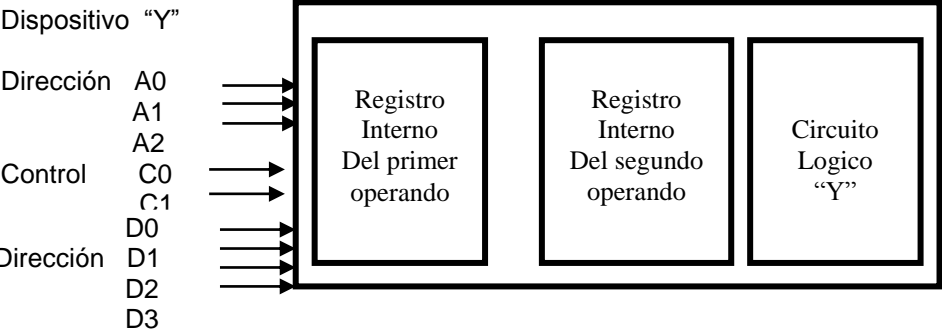 Dispositivo “Y”
Dirección A0
A1
A2
Control C0
C1
D0
Dirección D1
D2
D3
Registro
Interno
Del primer
operando
Registro
Interno
Del segundo
operando
Circuito
Logico
“Y”